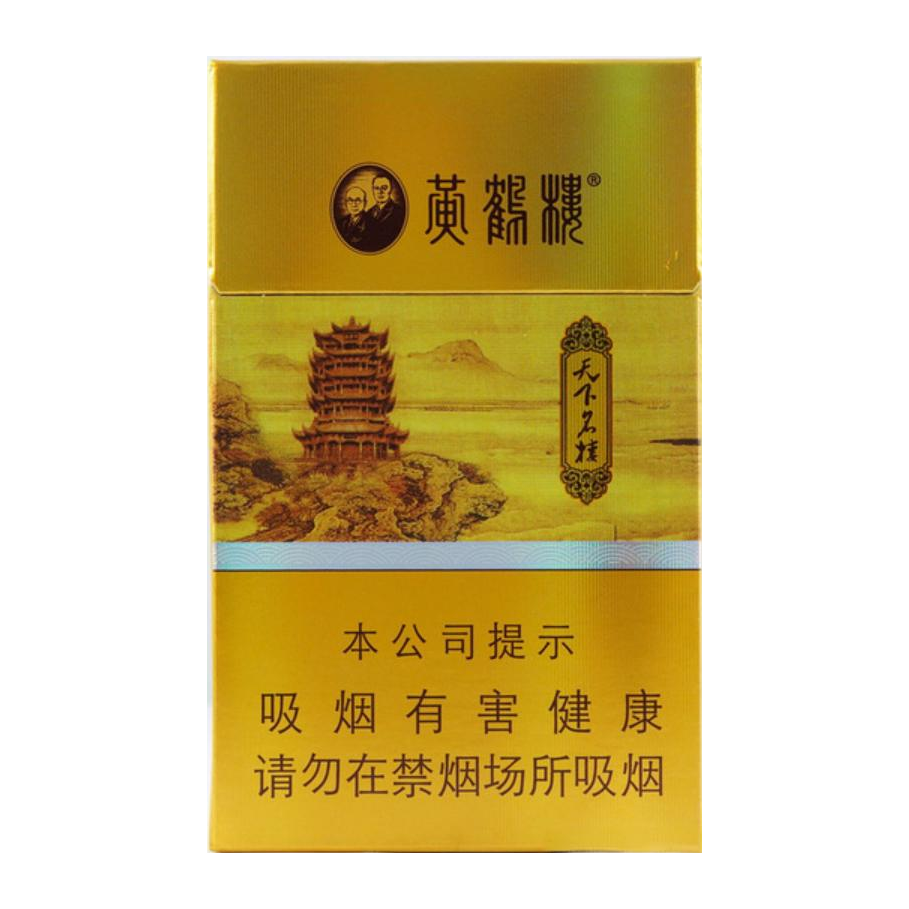 黄鹤楼®
天下名楼
本公司提示
吸烟有害健康
请勿在禁烟场所吸烟